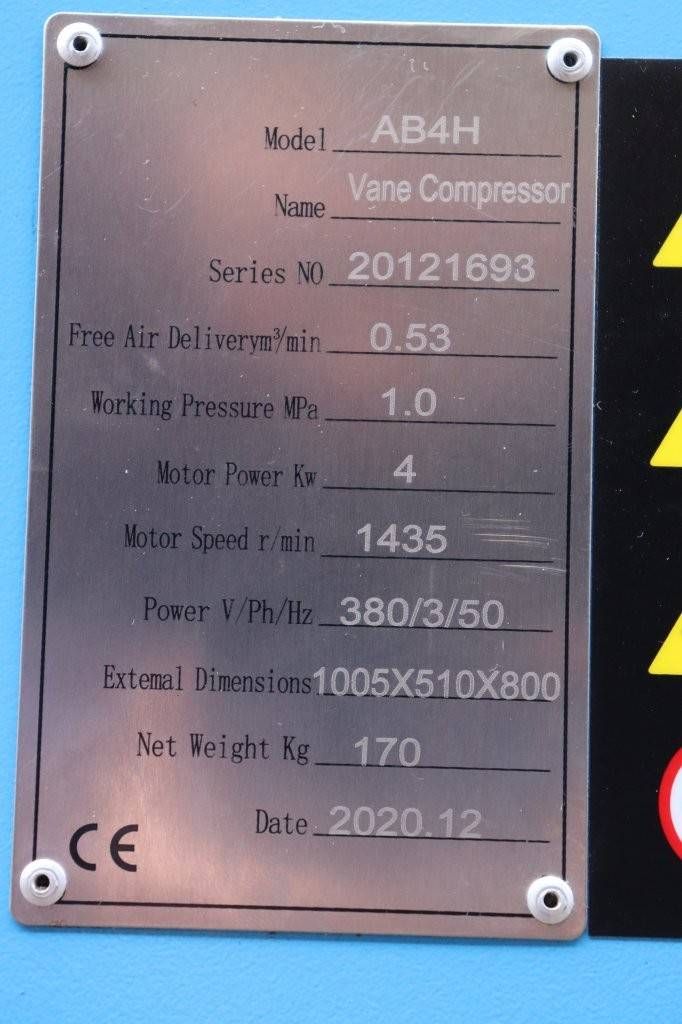 Model AB4H
Name Vane Compressor
Series NO 20121693
Free Air Deliverym³/min 0.53
Working Pressure MPa 1.0
Motor Power Kw 4
Motor Speed r/min 1435
Power V/Ph/Hz 380/3/50
Extemal Dimensions 1005X510X800
Net Weight Kg 170
Date 2020.12
CE